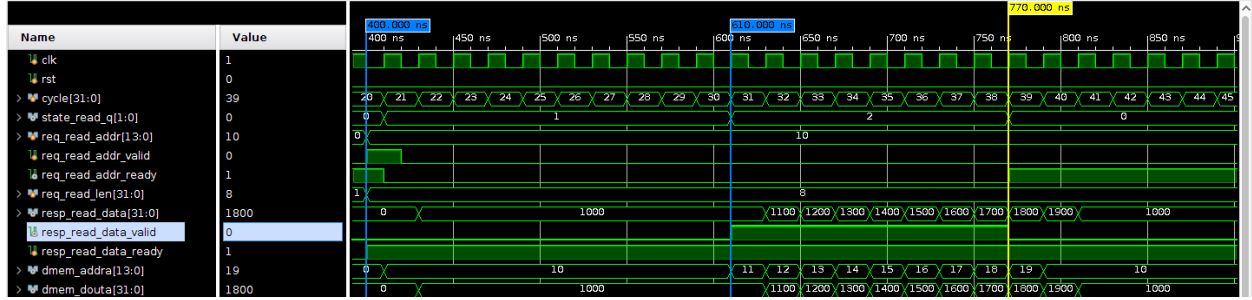 770.000 ns
400.000 ns 610.000 ns
Name Value 400 ns 450 ns 500 ns 550 ns 600 ns 650 ns 700 ns 750 ns 800 ns 850 ns
clk 1
rst 0
cycle[31:0] 39 20 21 22 23 24 25 26 27 28 29 30 31 32 33 34 35 36 37 38 39 40 41 42 43 44 45
state_read_q[1:0] 0 0 1 2 0
req_read_addr[13:0] 10 0 10
req_read_addr_valid 0
req_read_addr_ready 1
req_read_len[31:0] 8 1 8
resp_read_data[31:0] 1800 0 1000 1100 1200 1300 1400 1500 1600 1700 1800 1900 1000
resp_read_data_valid 0
resp_read_data_ready 1
dmem_addra[13:0] 19 0 10 11 12 13 14 15 16 17 18 19 10
dmem_douta[31:0] 1800 0 1000 1100 1200 1300 1400 1500 1600 1700 1800 1900 1000